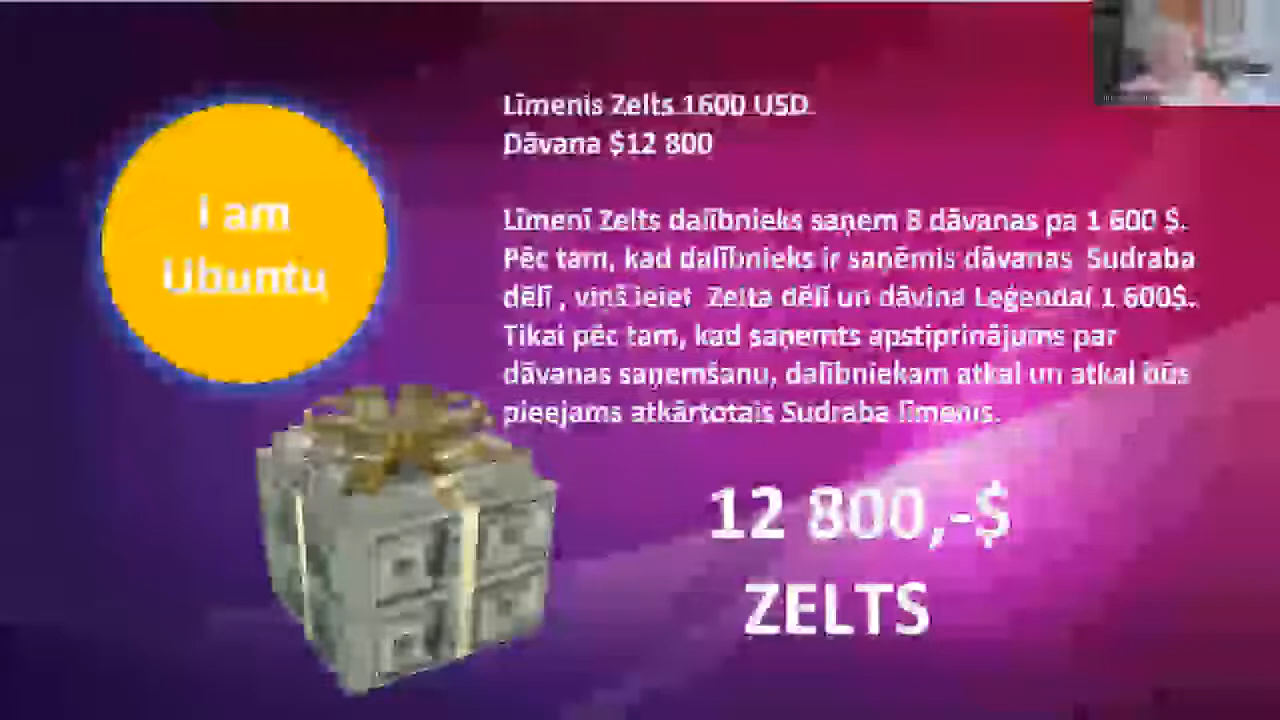 I am
Ubuntu
Līmenis Zelts 1600 USD
Dāvana $12 800
Līmenī Zelts dalībnieks saņem 8 dāvanas pa 1 600 $.
Pēc tam, kad dalībnieks ir saņēmis dāvanas Sudraba
dēlī , viņš ieiet Zelta dēlī un dāvina Leģendai 1 600$.
Tikai pēc tam, kad saņemts apstiprinājums par
dāvanas saņemšanu, dalībniekam atkal un atkal būs
pieejams atkārtotais Sudraba līmenis.
12 800,-$
ZELTS